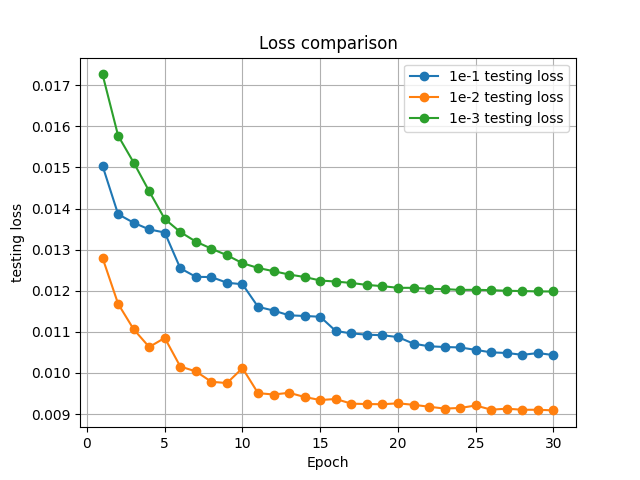 Loss comparison
1e-1 testing loss
1e-2 testing loss
1e-3 testing loss
testing loss
0.017
0.016
0.015
0.014
0.013
0.012
0.011
0.010
0.009
0 5 10 15 20 25 30
Epoch